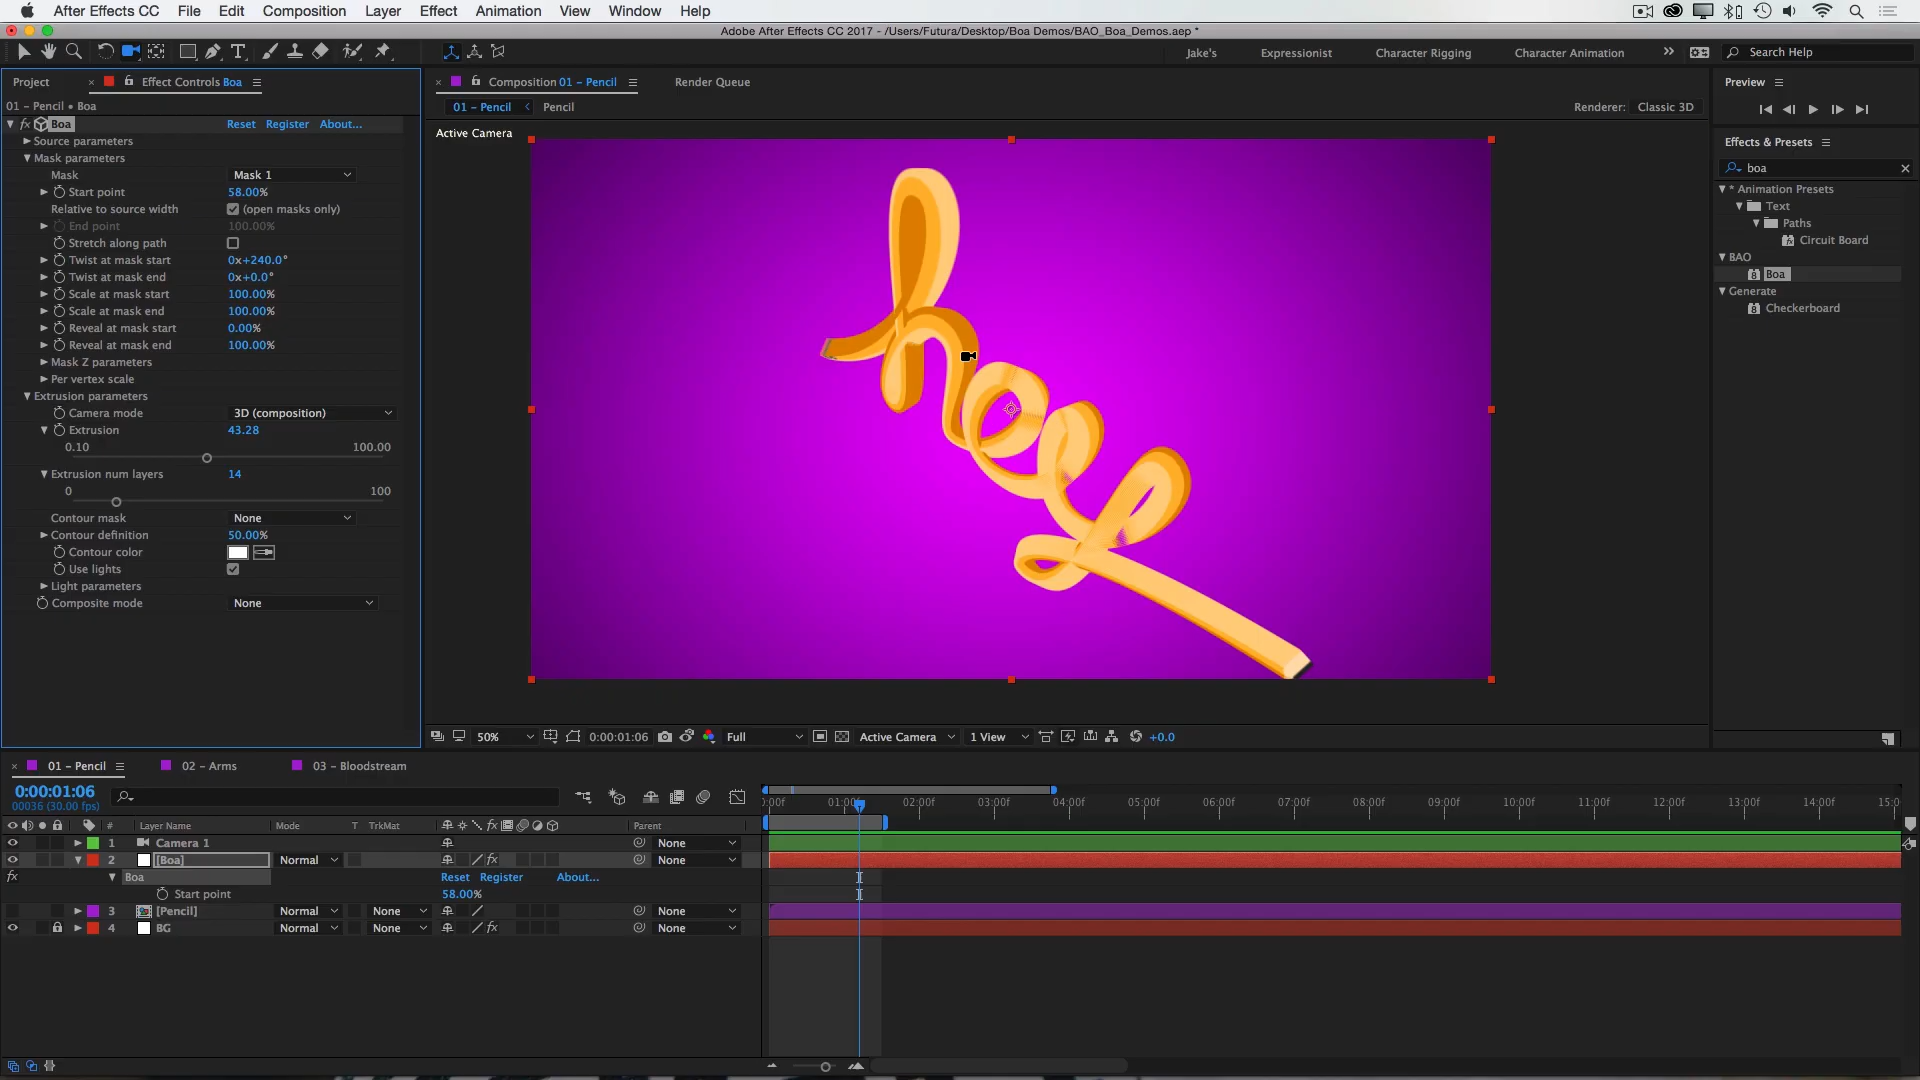 After Effects CC File Edit Composition Layer Effect Animation View Window Help
Adobe After Effects CC 2017 - /Users/Futura/Desktop/Boa Demos/BAO_Boa_Demos.aep *
Jake's Expressionist Character Rigging Character Animation Search Help
Project Effect Controls Boa
01 - Pencil • Boa
fx Boa Reset Register About...
Source parameters
Mask parameters
Mask Mask 1
Start point 58.00%
Relative to source width (open masks only)
End point 100.00%
Stretch along path
Twist at mask start 0x+240.0°
Twist at mask end 0x+0.0°
Scale at mask start 100.00%
Scale at mask end 100.00%
Reveal at mask start 0.00%
Reveal at mask end 100.00%
Mask Z parameters
Per vertex scale
Extrusion parameters
Camera mode 3D (composition)
Extrusion 43.28
0.10 100.00
Extrusion num layers 14
0 100
Contour mask None
Contour definition 50.00%
Contour color
Use lights
Light parameters
Composite mode None
Composition 01 - Pencil Render Queue
01 - Pencil Pencil Renderer: Classic 3D
Active Camera
50% 0:00:01:06 Full Active Camera 1 View +0.0
Preview
Effects & Presets
boa
* Animation Presets
Text
Paths
Circuit Board
BAO
Boa
Generate
Checkerboard
01 - Pencil 02 - Arms 03 - Bloodstream
0:00:01:06
00036 (30.00 fps)
:00f 01:00f 02:00f 03:00f 04:00f 05:00f 06:00f 07:00f 08:00f 09:00f 10:00f 11:00f 12:00f 13:00f 14:00f 15:0
# Layer Name Mode T TrkMat fx Parent
1 Camera 1 None
2 [Boa] Normal fx None
fx Boa Reset Register About...
Start point 58.00%
3 [Pencil] Normal None None
4 BG Normal None fx None